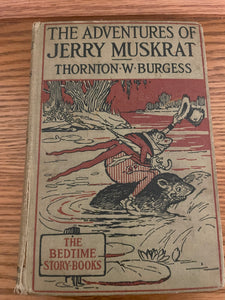 THE ADVENTURES OF
JERRY MUSKRAT
THORNTON·W·BURGESS
THE
BEDTIME
STORY-BOOKS